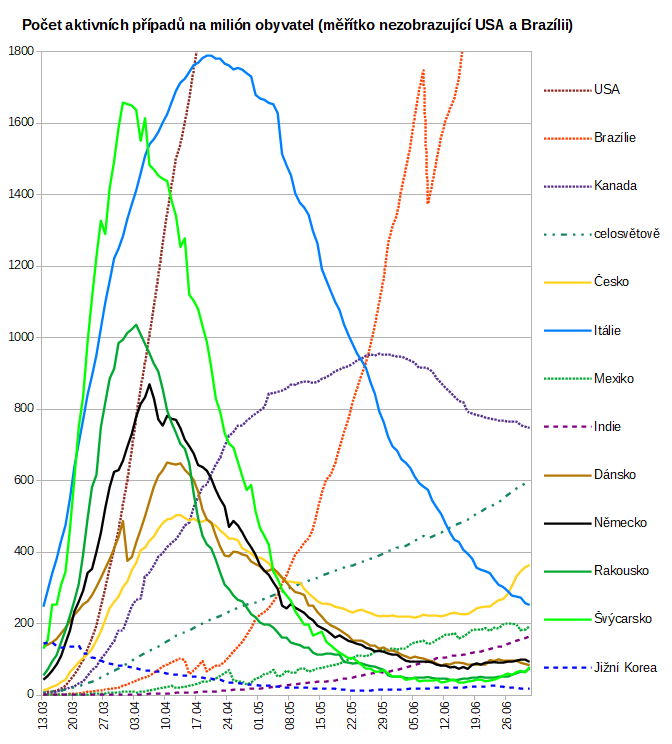 Počet aktivních případů na milión obyvatel (měřítko nezobrazující USA a Brazílii)
1800
1600
1400
1200
1000
800
600
400
200
0
13.03
20.03
27.03
03.04
10.04
17.04
24.04
01.05
08.05
15.05
22.05
29.05
05.06
12.06
19.06
26.06
USA
Brazílie
Kanada
celosvětově
Česko
Itálie
Mexiko
Indie
Dánsko
Německo
Rakousko
Švýcarsko
Jižní Korea